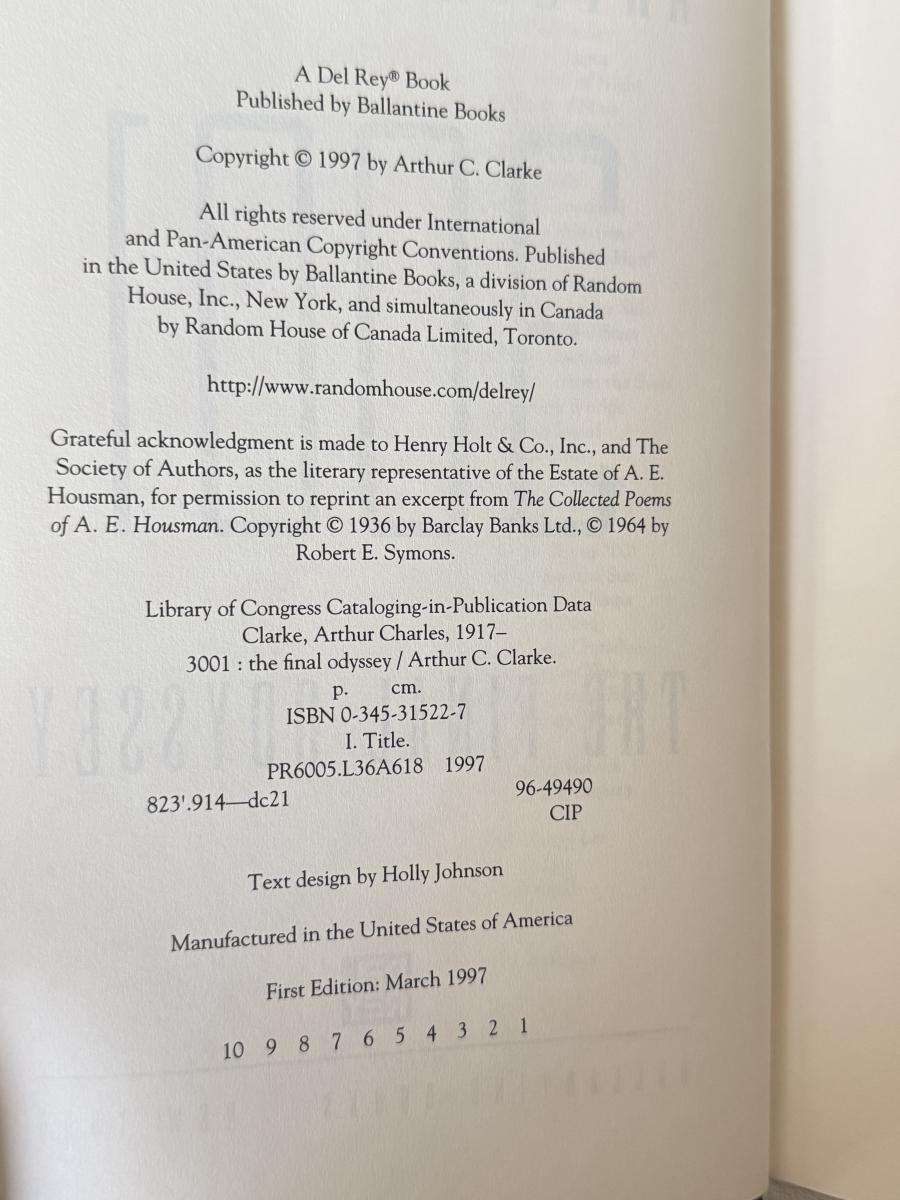 A Del Rey® Book
Published by Ballantine Books
Copyright © 1997 by Arthur C. Clarke
All rights reserved under International
and Pan-American Copyright Conventions. Published
in the United States by Ballantine Books, a division of Random
House, Inc., New York, and simultaneously in Canada
by Random House of Canada Limited, Toronto.
http://www.randomhouse.com/delrey/
Grateful acknowledgment is made to Henry Holt & Co., Inc., and The
Society of Authors, as the literary representative of the Estate of A. E.
Housman, for permission to reprint an excerpt from The Collected Poems
of A. E. Housman. Copyright © 1936 by Barclay Banks Ltd., © 1964 by
Robert E. Symons.
Library of Congress Cataloging-in-Publication Data
Clarke, Arthur Charles, 1917–
3001 : the final odyssey / Arthur C. Clarke.
p. cm.
ISBN 0-345-31522-7
I. Title.
PR6005.L36A618 1997
823'.914—dc21 96-49490
CIP
Text design by Holly Johnson
Manufactured in the United States of America
First Edition: March 1997
10 9 8 7 6 5 4 3 2 1